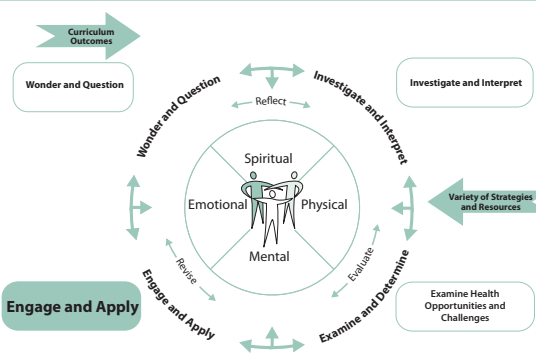 Curriculum
Outcomes
Wonder and Question
Investigate and Interpret
Wonder and Question
Investigate and Interpret
Reflect
Spiritual
Emotional
Physical
Mental
Variety of Strategies
and Resources
Revise
Evaluate
Engage and Apply
Examine and Determine
Engage and Apply
Examine Health
Opportunities and
Challenges